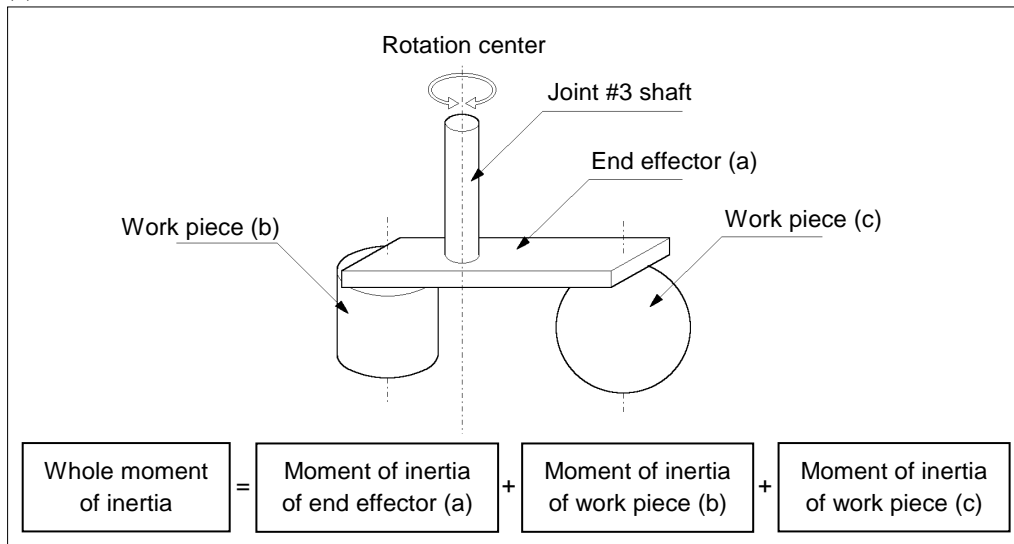 Rotation center
Joint #3 shaft
End effector (a)
Work piece (b)
Work piece (c)
Whole moment
of inertia
=
Moment of inertia
of end effector (a)
+
Moment of inertia
of work piece (b)
+
Moment of inertia
of work piece (c)